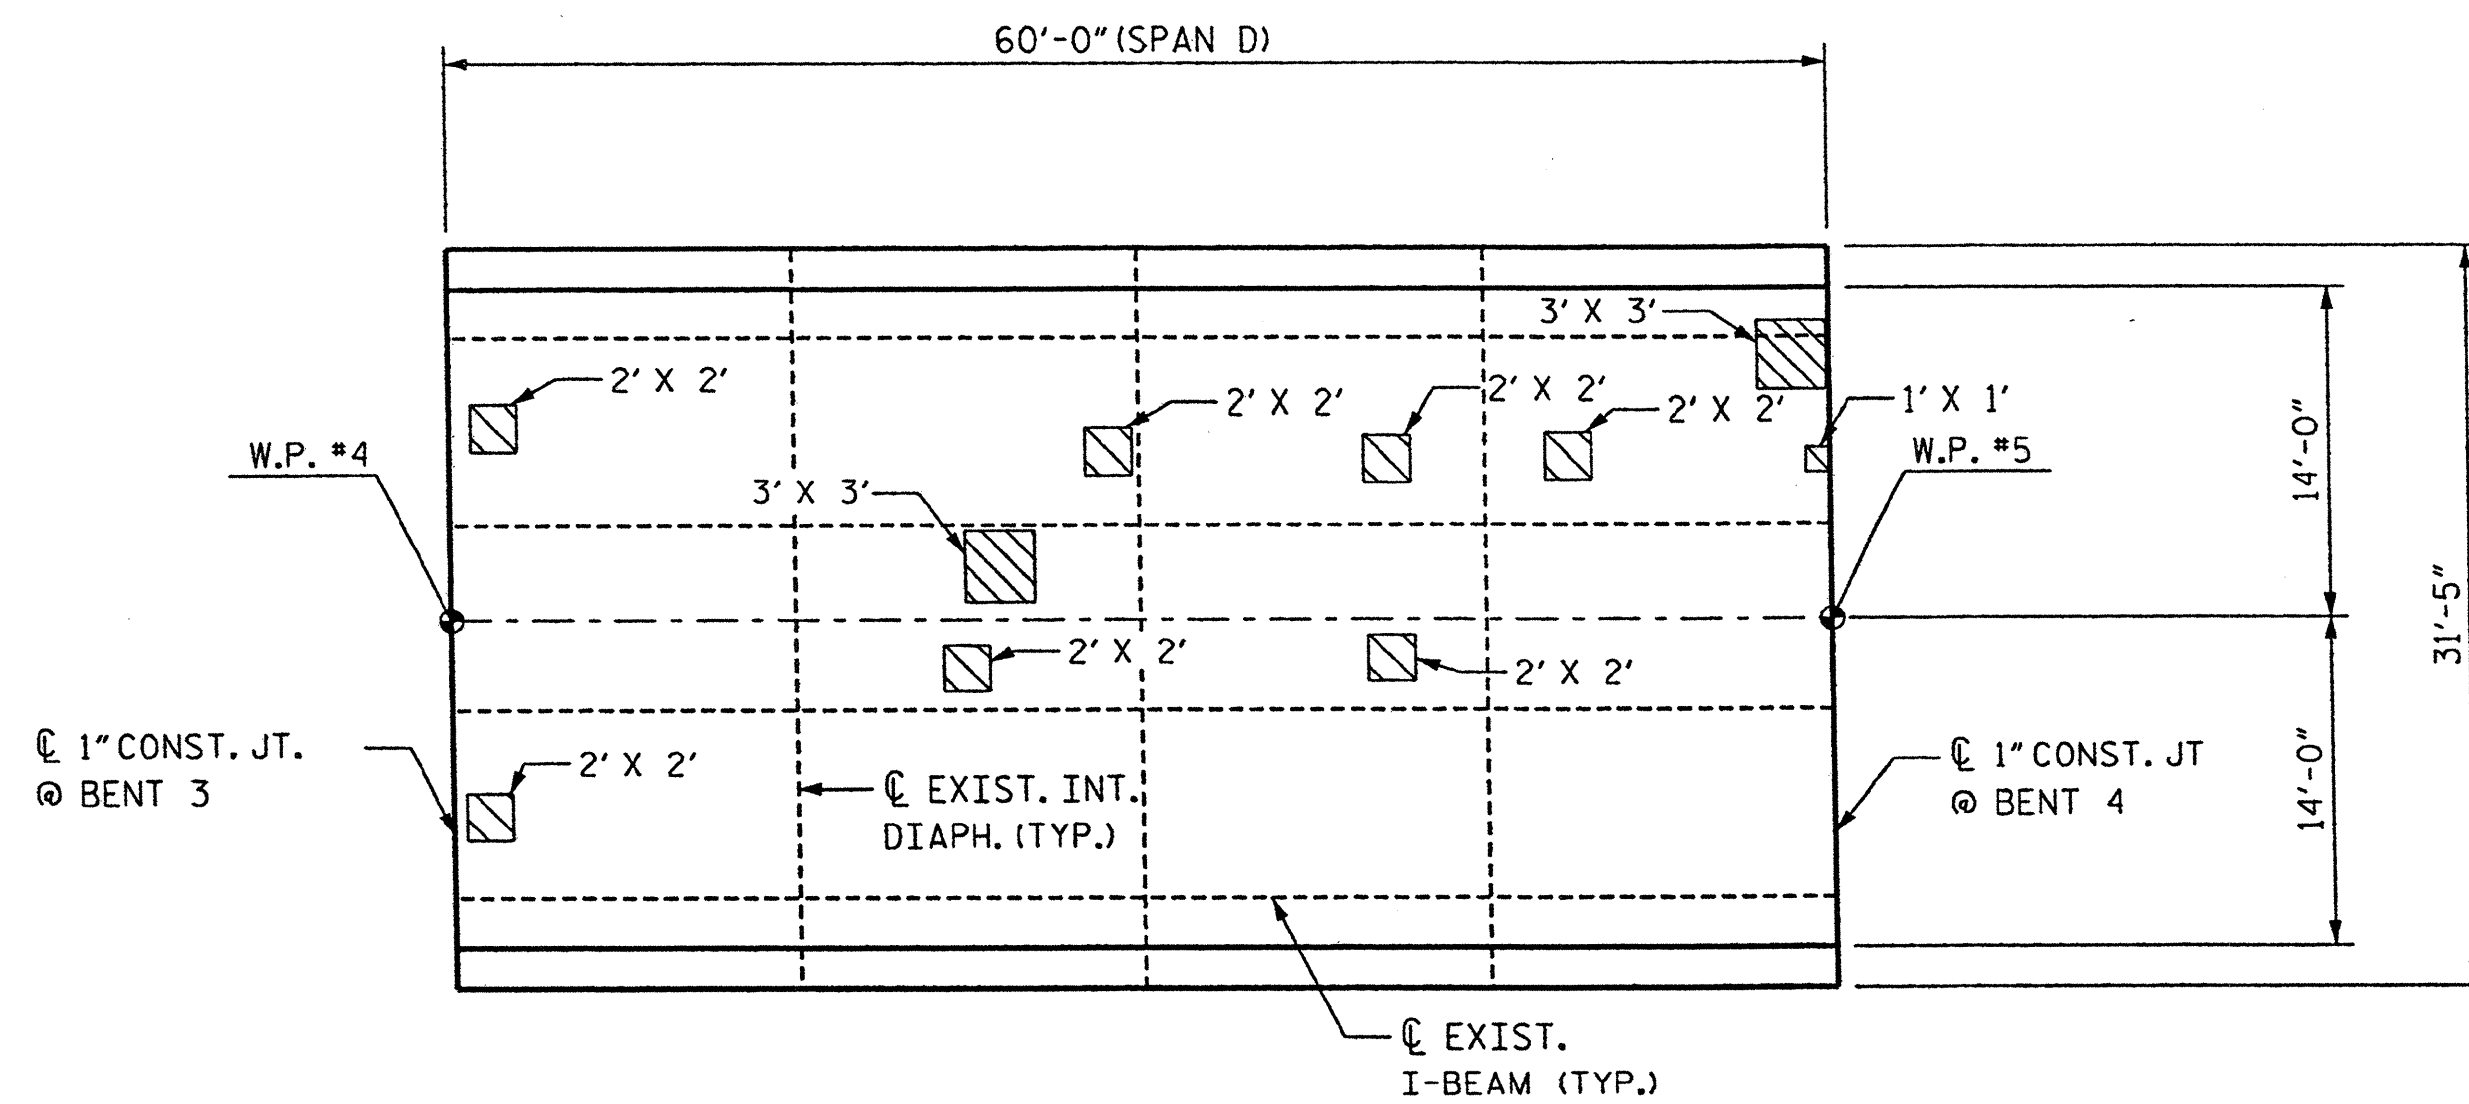 60'-0" (SPAN D)
3' X 3'
2' X 2'
2' X 2'
2' X 2'
2' X 2'
1' X 1'
W.P. #4
W.P. #5
14'-0"
3' X 3'
31'-5"
2' X 2'
2' X 2'
℄ 1" CONST. JT.
@ BENT 3
2' X 2'
℄ EXIST. INT.
DIAPH. (TYP.)
℄ 1" CONST. JT
@ BENT 4
14'-0"
℄ EXIST.
I-BEAM (TYP.)